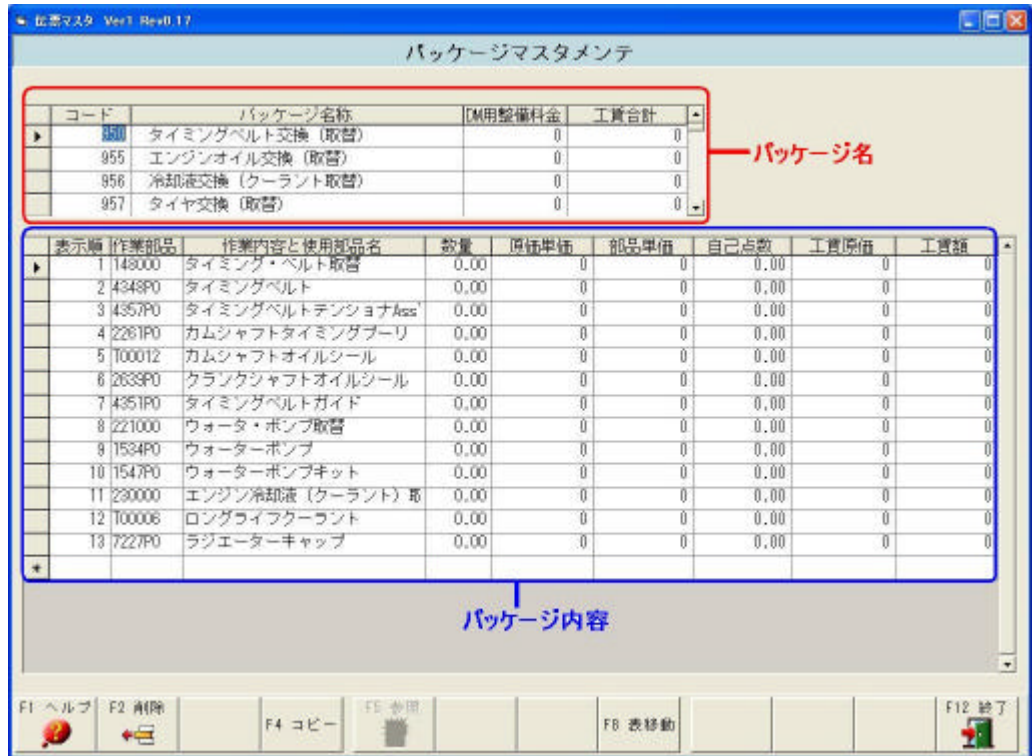 伝票マスタ Ver1 Rev0.17
パッケージマスタメンテ
コード パッケージ名称 DM用整備料金 工賃合計
950 タイミングベルト交換（取替） 0 0
955 エンジンオイル交換（取替） 0 0
956 冷却液交換（クーラント取替） 0 0
957 タイヤ交換（取替） 0 0
パッケージ名
表示順 作業部品 作業内容と使用部品名 数量 原価単価 部品単価 自己点数 工賃原価 工賃額
1 148000 タイミング・ベルト取替 0.00 0 0 0.00 0 0
2 4348P0 タイミングベルト 0.00 0 0 0.00 0 0
3 4357P0 タイミングベルトテンショナAss' 0.00 0 0 0.00 0 0
4 2261P0 カムシャフトタイミングプーリ 0.00 0 0 0.00 0 0
5 T00012 カムシャフトオイルシール 0.00 0 0 0.00 0 0
6 2639P0 クランクシャフトオイルシール 0.00 0 0 0.00 0 0
7 4351P0 タイミングベルトガイド 0.00 0 0 0.00 0 0
8 221000 ウォータ・ポンプ取替 0.00 0 0 0.00 0 0
9 1534P0 ウォーターポンプ 0.00 0 0 0.00 0 0
10 1547P0 ウォーターポンプキット 0.00 0 0 0.00 0 0
11 230000 エンジン冷却液（クーラント）取 0.00 0 0 0.00 0 0
12 T00006 ロングライフクーラント 0.00 0 0 0.00 0 0
13 7227P0 ラジエーターキャップ 0.00 0 0 0.00 0 0
パッケージ内容
F1 ヘルプ F2 削除 F4 コピー F5 参照 F8 表移動 F12 終了